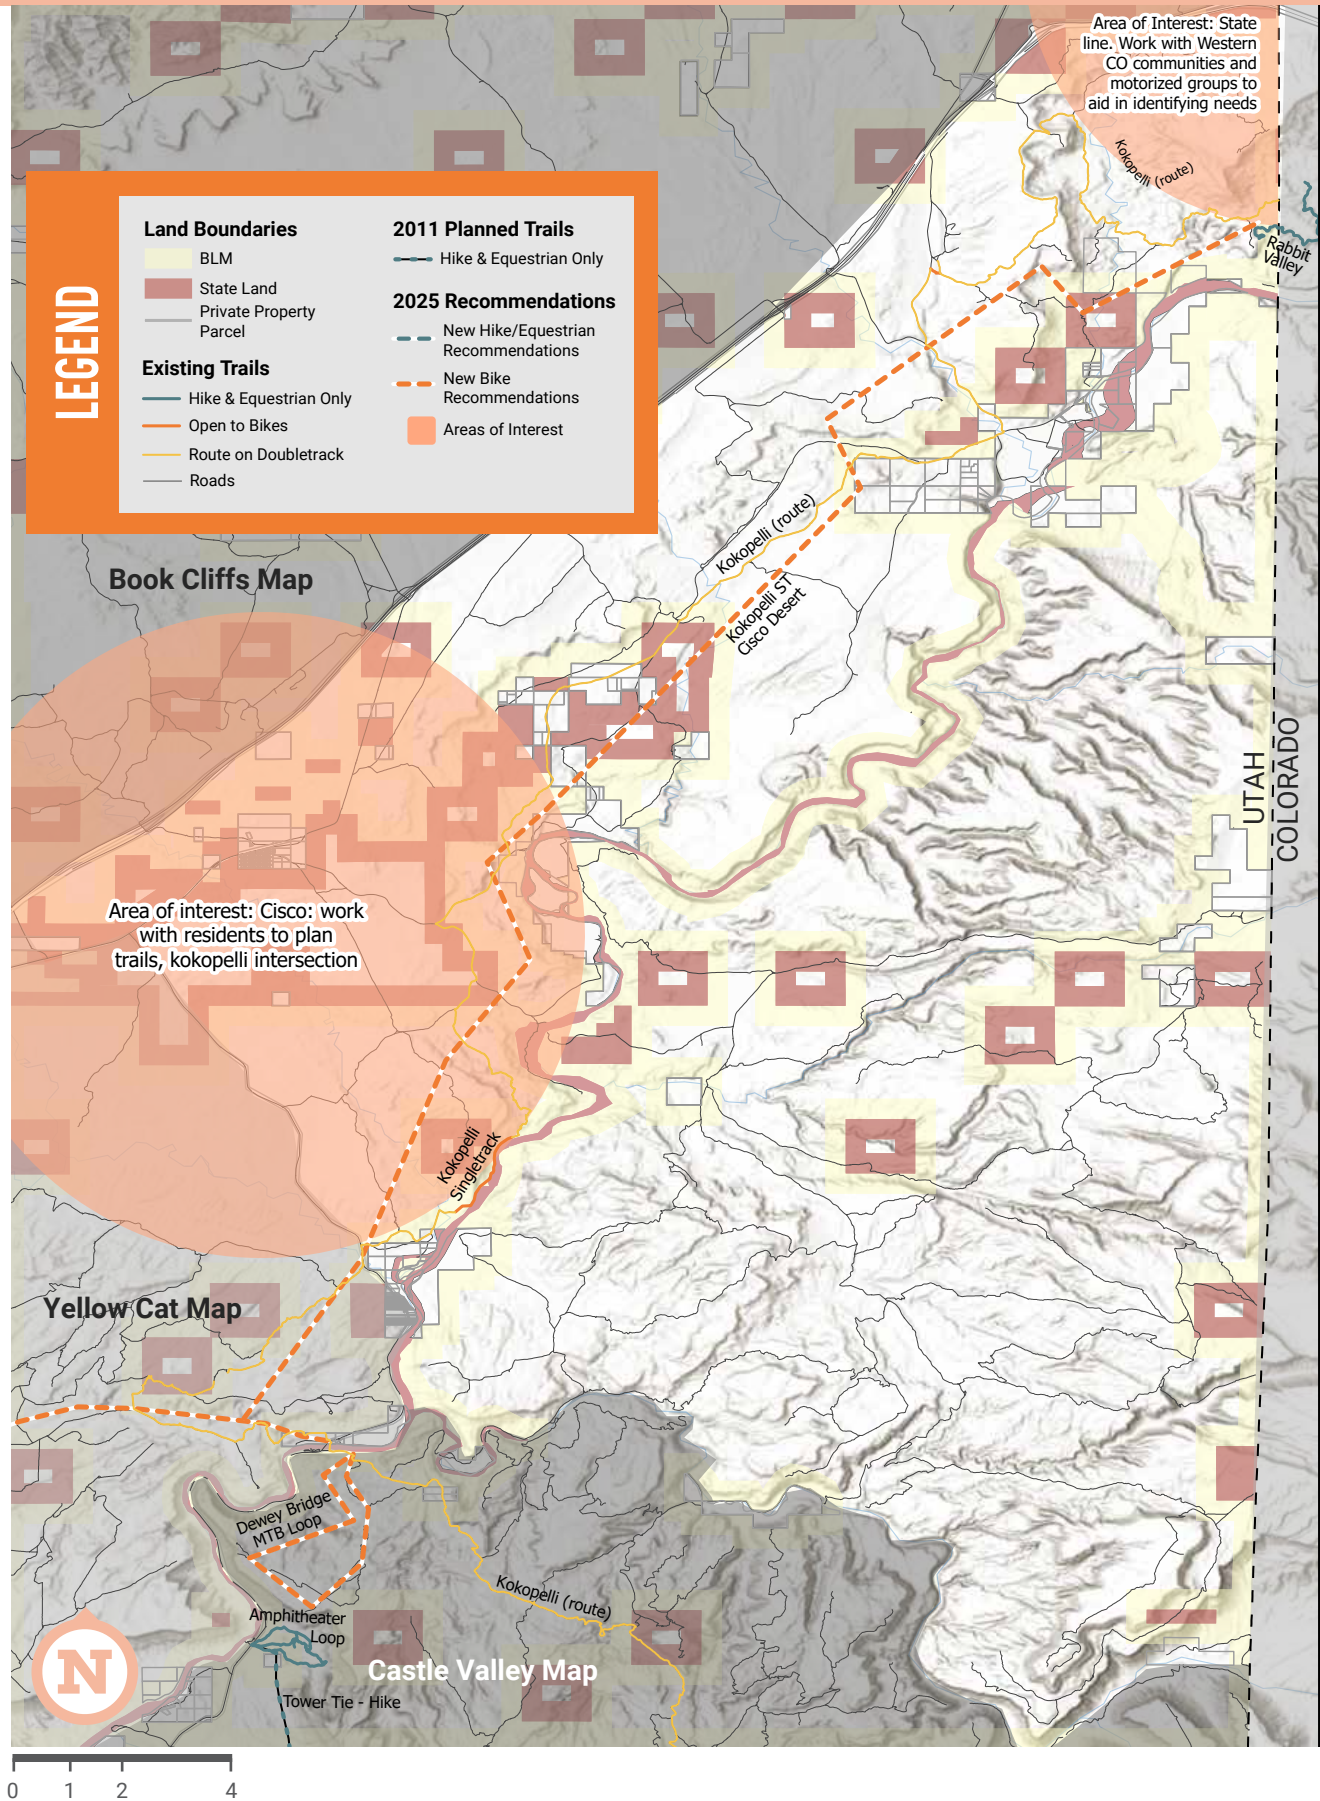 Area of Interest: State
line. Work with Western
CO communities and
motorized groups to
aid in identifying needs
Kokopelli (route)
Rabbit
Valley
LEGEND
Land Boundaries
BLM
State Land
Private Property
Parcel
Existing Trails
Hike & Equestrian Only
Open to Bikes
Route on Doubletrack
Roads
2011 Planned Trails
Hike & Equestrian Only
2025 Recommendations
New Hike/Equestrian
Recommendations
New Bike
Recommendations
Areas of Interest
Book Cliffs Map
Kokopelli (route)
Kokopelli ST
Cisco Desert
UTAH
COLORADO
Area of interest: Cisco: work
with residents to plan
trails, kokopelli intersection
Kokopelli
Singletrack
Yellow Cat Map
Dewey Bridge
MTB Loop
Kokopelli (route)
Amphitheater
Loop
Castle Valley Map
Tower Tie - Hike
N
0 1 2 4